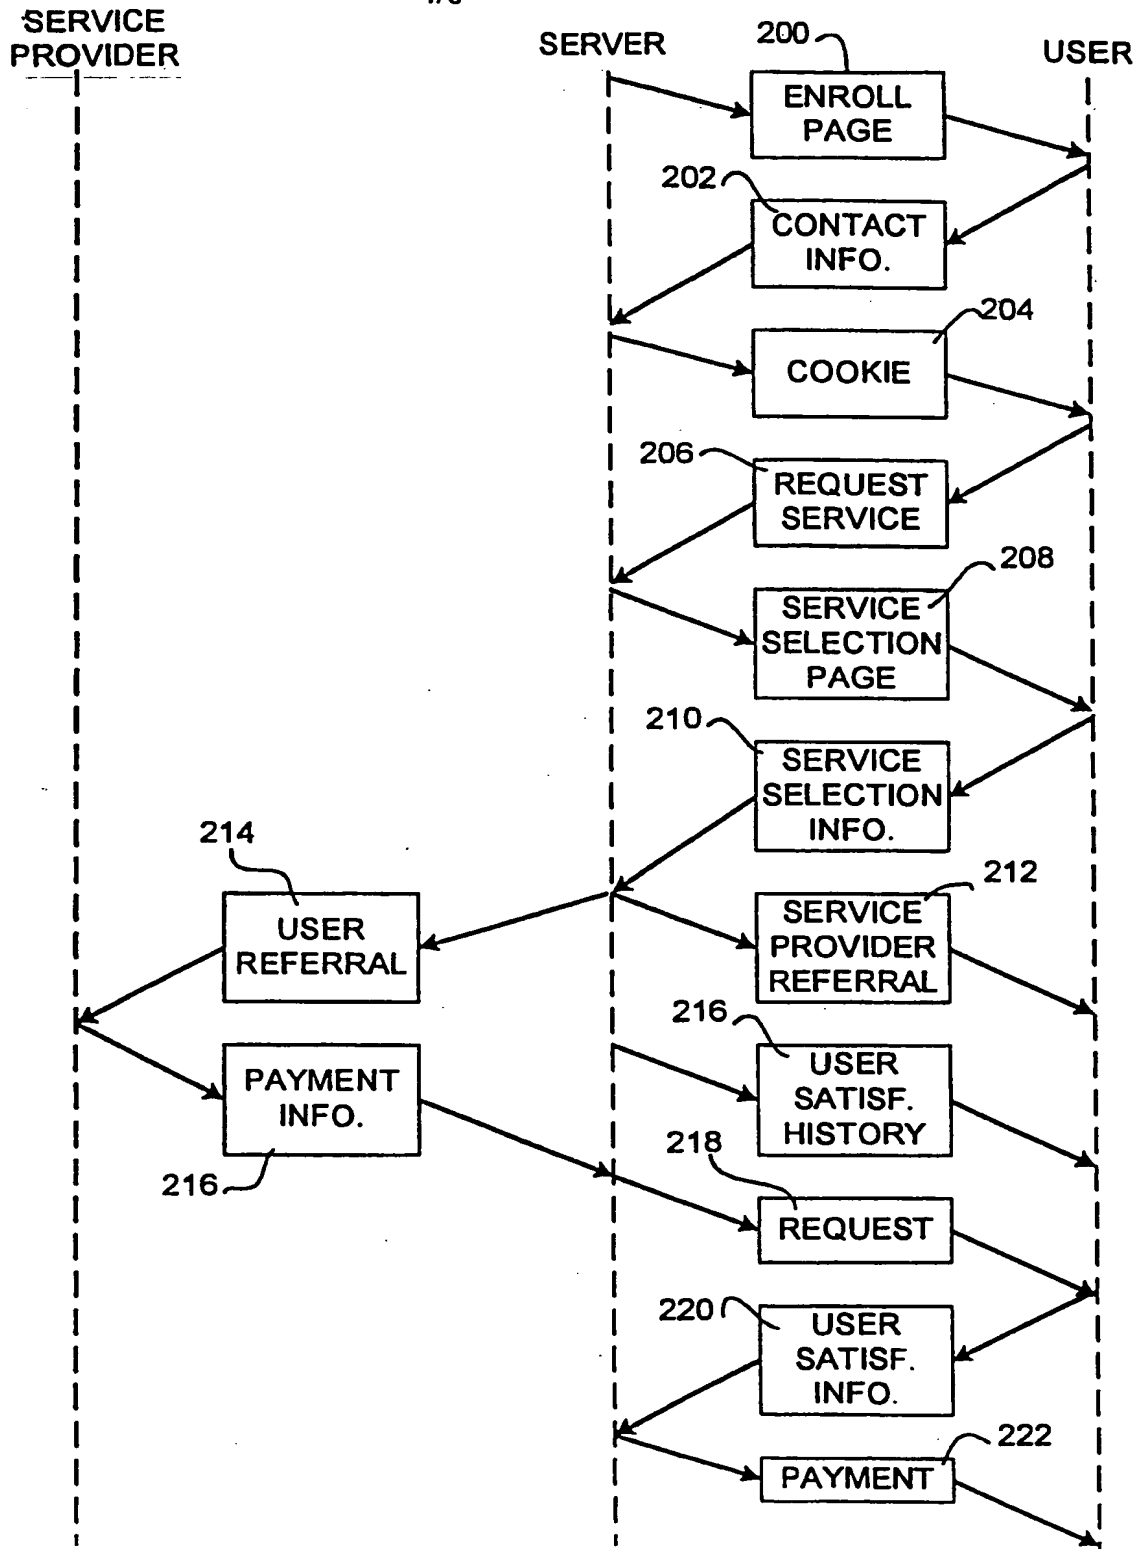 SERVICE
PROVIDER
SERVER
200
USER
ENROLL
PAGE
202
CONTACT
INFO.
204
COOKIE
206
REQUEST
SERVICE
208
SERVICE
SELECTION
PAGE
210
SERVICE
SELECTION
INFO.
214
USER
REFERRAL
212
SERVICE
PROVIDER
REFERRAL
216
USER
SATISF.
HISTORY
PAYMENT
INFO.
216
218
REQUEST
220
USER
SATISF.
INFO.
222
PAYMENT